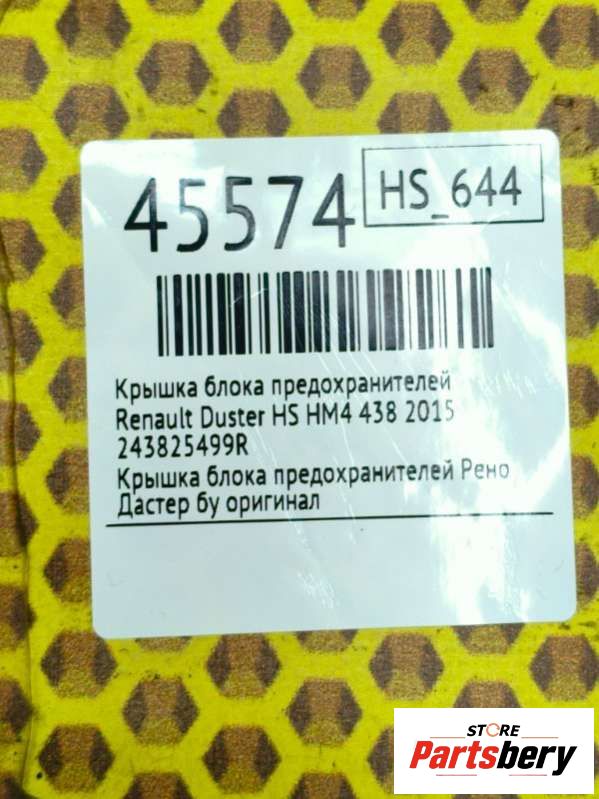 45574
HS_644
Крышка блока предохранителей
Renault Duster HS HM4 438 2015
243825499R
Крышка блока предохранителей Рено
Дастер бу оригинал
STORE
Partsbery